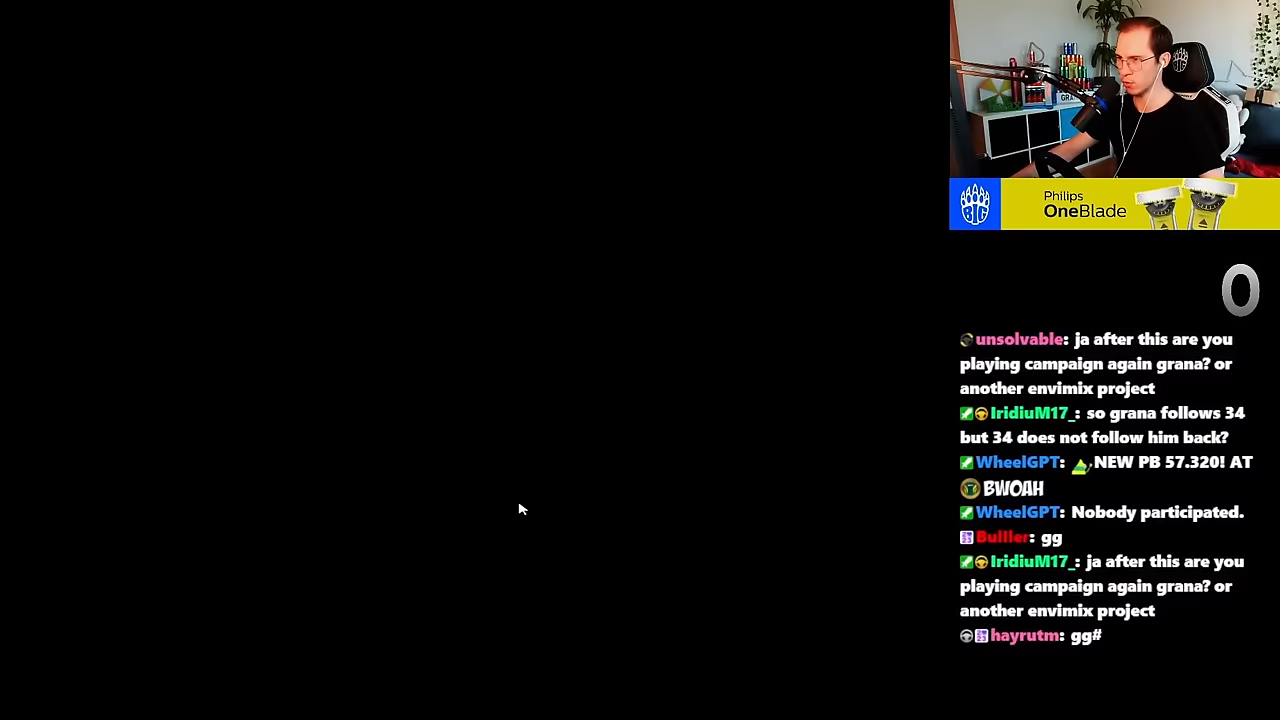 GRA
BIG
Philips
OneBlade
0
unsolvable: ja after this are you
playing campaign again grana? or
another envimix project
IridiuM17_: so grana follows 34
but 34 does not follow him back?
WheelGPT: NEW PB 57.320! AT
BWOAH
WheelGPT: Nobody participated.
Bulller: gg
IridiuM17_: ja after this are you
playing campaign again grana? or
another envimix project
hayrutm: gg#